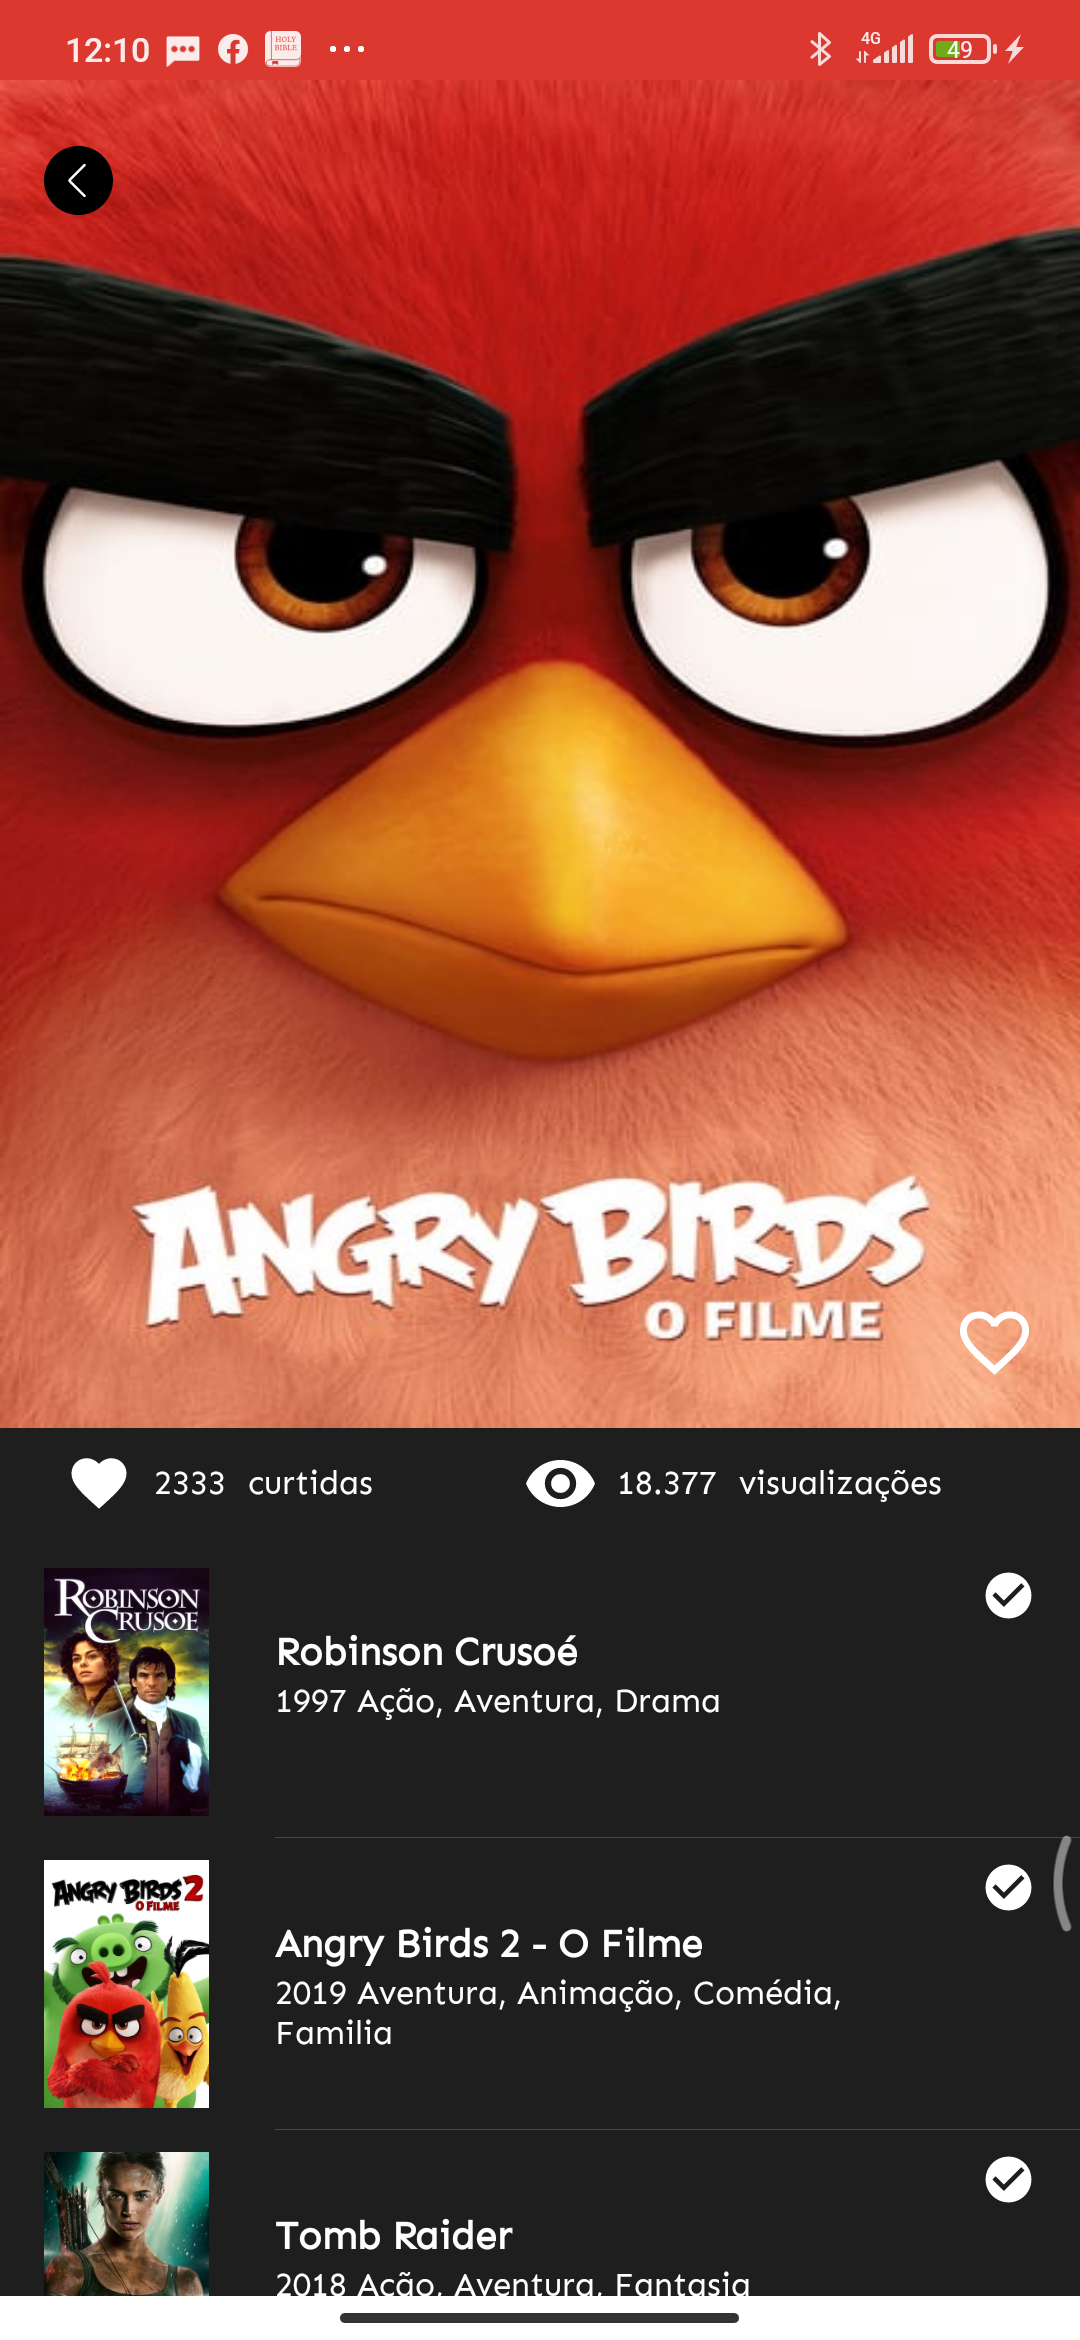 12:10
HOLY BIBLE
4G
49
ANGRY BIRDS
O FILME
2333 curtidas
18.377 visualizações
ROBINSON
CRUSOE
Robinson Crusoé
1997 Ação, Aventura, Drama
ANGRY BIRDS 2
O FILME
Angry Birds 2 - O Filme
2019 Aventura, Animação, Comédia,
Familia
Tomb Raider
2018 Ação, Aventura, Fantasia